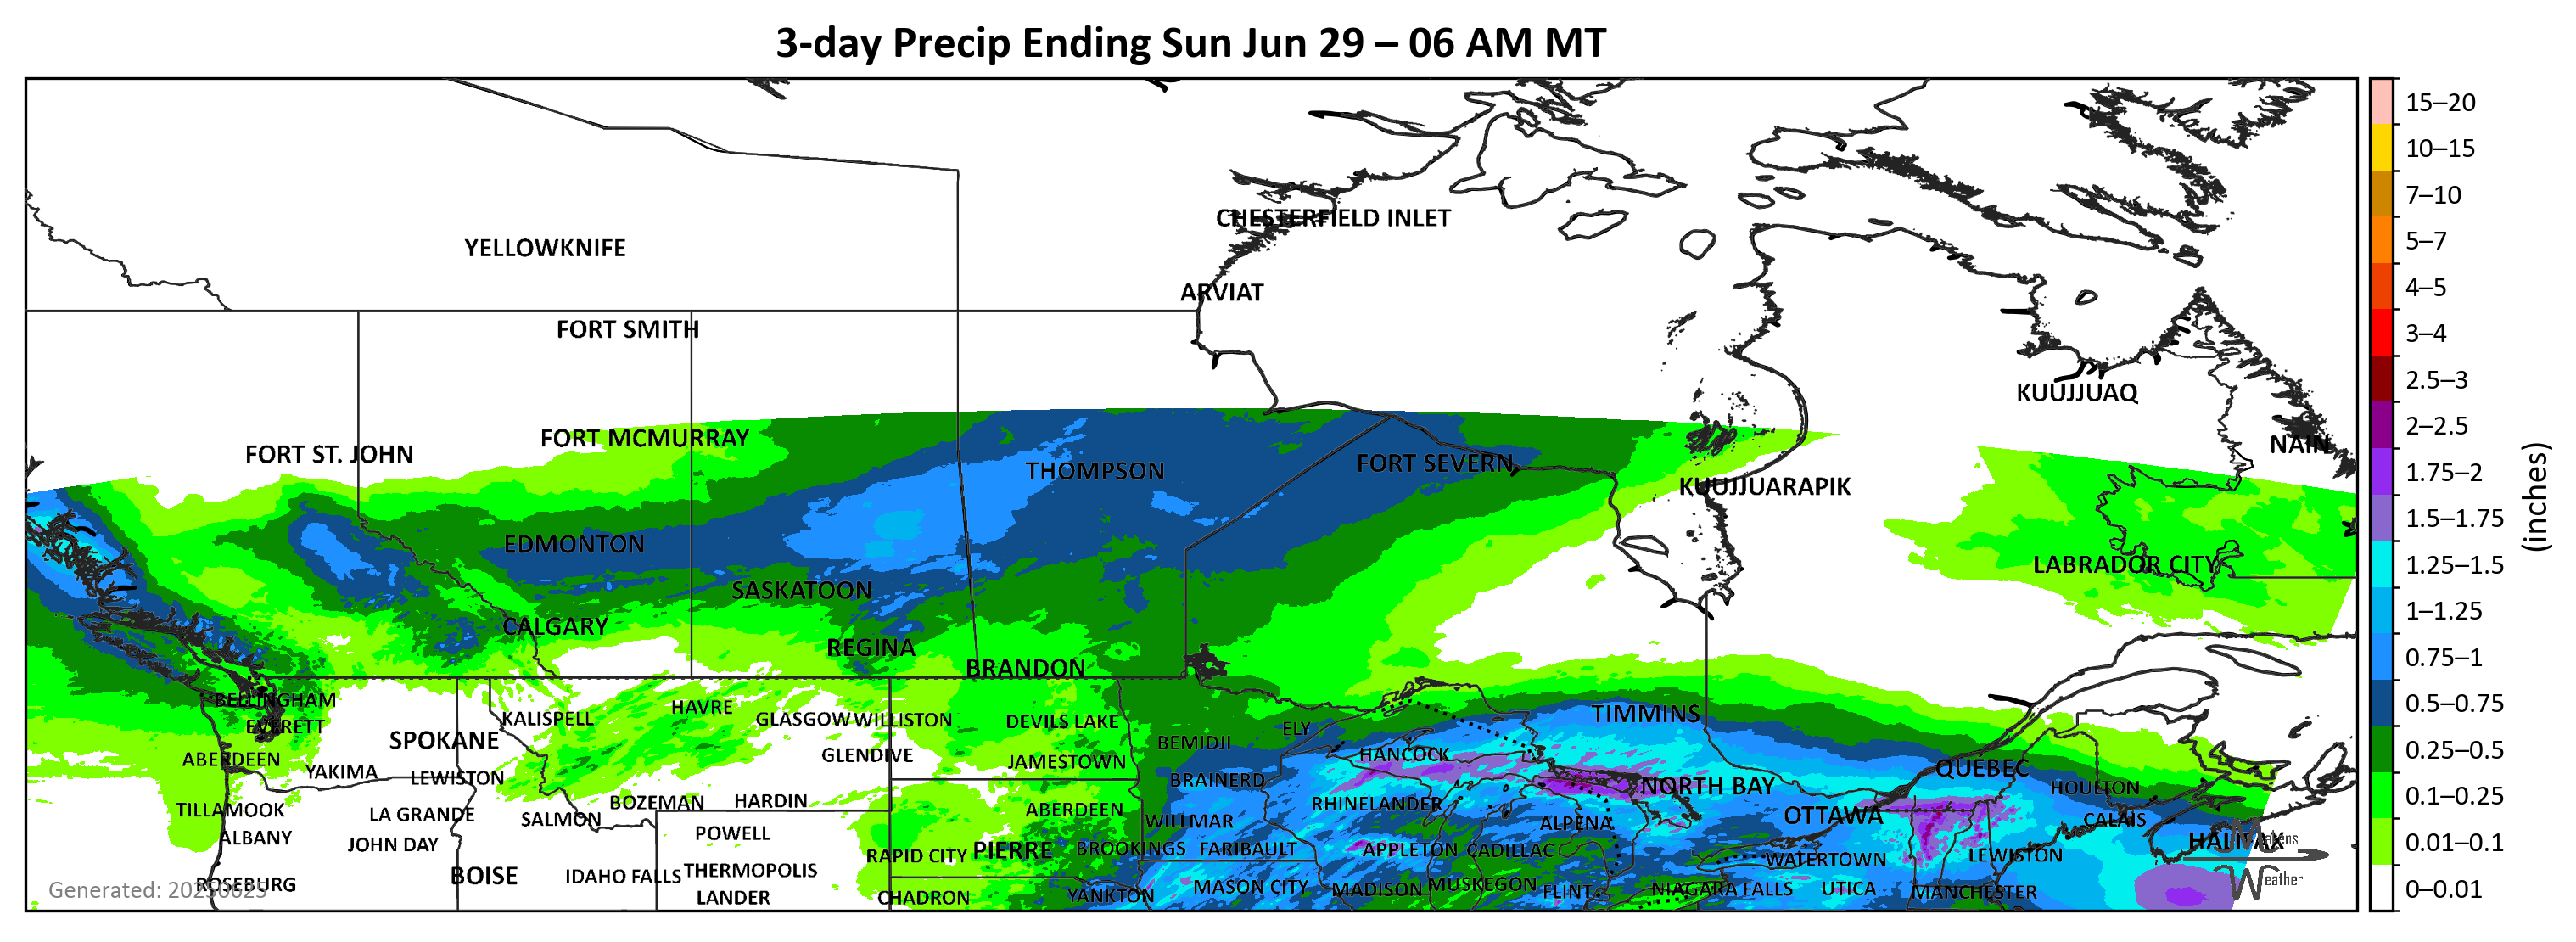 3-day Precip Ending Sun Jun 29 – 06 AM MT
CHESTERFIELD INLET
YELLOWKNIFE
ARVIAT
FORT SMITH
KUUJJUAQ
FORT MCMURRAY
NAIN
FORT ST. JOHN
THOMPSON
FORT SEVERN
KUUJJUARAPIK
EDMONTON
LABRADOR CITY
SASKATOON
CALGARY
REGINA
BRANDON
BELLINGHAM
KALISPELL
HAVRE
GLASGOW
WILLISTON
DEVILS LAKE
TIMMINS
EVERETT
ELY
SPOKANE
BEMIDJI
GLENDIVE
HANCOCK
ABERDEEN
JAMESTOWN
QUEBEC
YAKIMA
LEWISTON
BRAINERD
NORTH BAY
HOULTON
TILLAMOOK
LA GRANDE
SALMON
BOZEMAN
HARDIN
ABERDEEN
RHINELANDER
OTTAWA
CALAIS
ALBANY
JOHN DAY
POWELL
WILLMAR
ALPENA
HALIFAX
RAPID CITY
PIERRE
BROOKINGS
FARIBAULT
APPLETON
CADILLAC
WATERTOWN
LEWISTON
ROSEBURG
BOISE
IDAHO FALLS
THERMOPOLIS
LANDER
CHADRON
YANKTON
MASON CITY
MADISON
MUSKEGON
FLINT
NIAGARA FALLS
UTICA
MANCHESTER
Generated: 20250625
Weather
15–20
10–15
7–10
5–7
4–5
3–4
2.5–3
2–2.5
1.75–2
1.5–1.75
1.25–1.5
1–1.25
0.75–1
0.5–0.75
0.25–0.5
0.1–0.25
0.01–0.1
0–0.01
(inches)